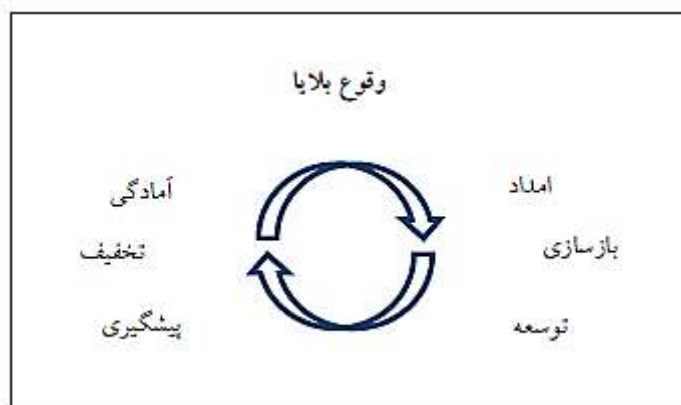 وقوع بلایا
امداد
آمادگی
بازسازی
تخفیف
توسعه
پیشگیری